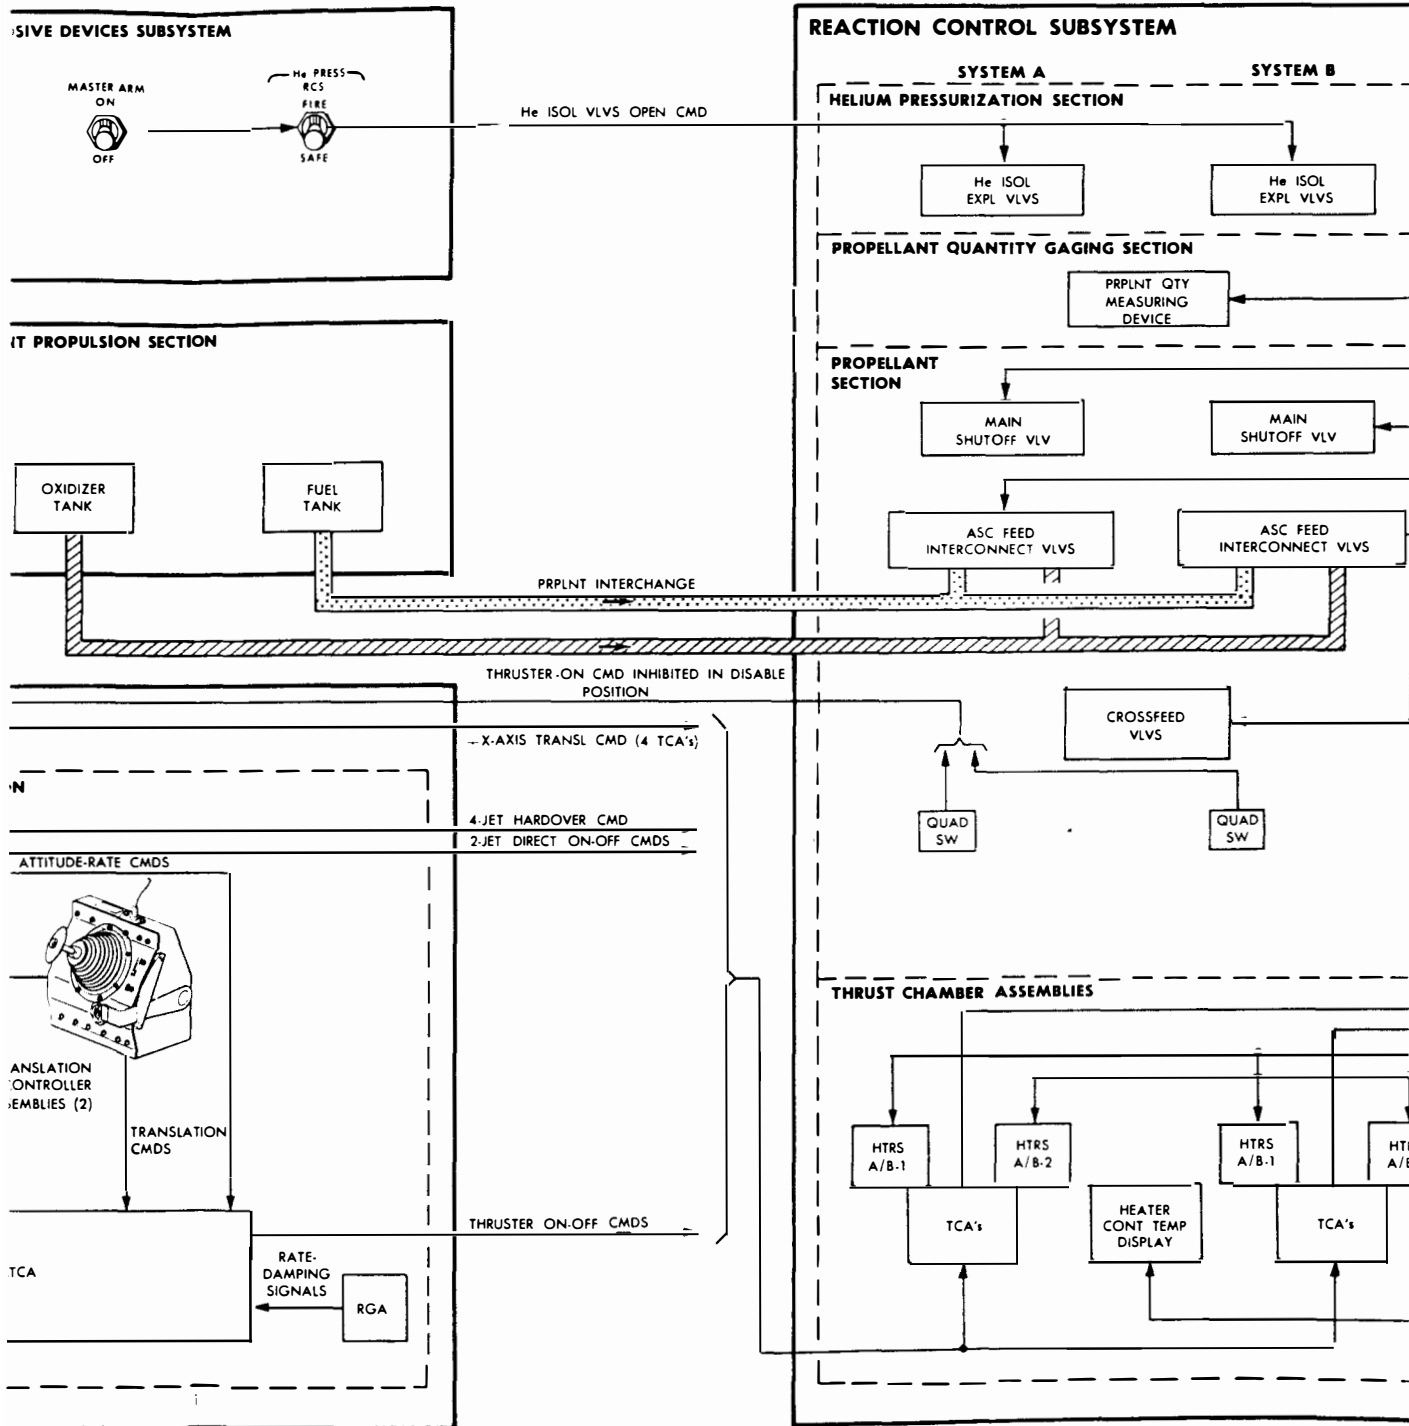 SIVE DEVICES SUBSYSTEM
MASTER ARM
ON
OFF
He PRESS
RCS
FIRE
SAFE
He ISOL VLVS OPEN CMD
REACTION CONTROL SUBSYSTEM
SYSTEM A
SYSTEM B
HELIUM PRESSURIZATION SECTION
He ISOL
EXPL VLVS
He ISOL
EXPL VLVS
PROPELLANT QUANTITY GAGING SECTION
PRPLNT QTY
MEASURING
DEVICE
T PROPULSION SECTION
PROPELLANT
SECTION
MAIN
SHUTOFF VLV
MAIN
SHUTOFF VLV
OXIDIZER
TANK
FUEL
TANK
ASC FEED
INTERCONNECT VLVS
ASC FEED
INTERCONNECT VLVS
PRPLNT INTERCHANGE
THRUSTER-ON CMD INHIBITED IN DISABLE
POSITION
+X-AXIS TRANSL CMD (4 TCA's)
CROSSFEED
VLVS
N
4-JET HARDOVER CMD
2-JET DIRECT ON-OFF CMDS
QUAD
SW
QUAD
SW
ATTITUDE-RATE CMDS
ANSLATION
ONTROLLER
EMBLIES (2)
TRANSLATION
CMDS
THRUST CHAMBER ASSEMBLIES
HTRS
A/B-1
HTRS
A/B-2
HTRS
A/B-1
HT
A/B
TCA's
HEATER
CONT TEMP
DISPLAY
TCA's
THRUSTER ON-OFF CMDS
TCA
RATE-
DAMPING
SIGNALS
RGA